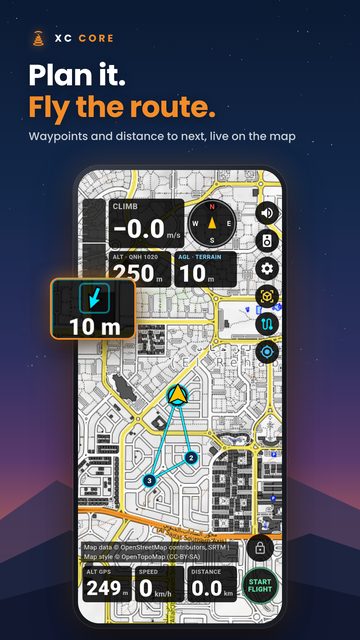 XC CORE
Plan it.
Fly the route.
Waypoints and distance to next, live on the map
CLIMB
−0.0 m/s
N
W E
S
ALT · QNH 1020
250 m
AGL · TERRAIN
10 m
10 m
2
3
Map data © OpenStreetMap contributors, SRTM |
Map style © OpenTopoMap (CC-BY-SA)
ALT GPS
249 m
SPEED
0 km/h
DISTANCE
0.0 km
START
FLIGHT